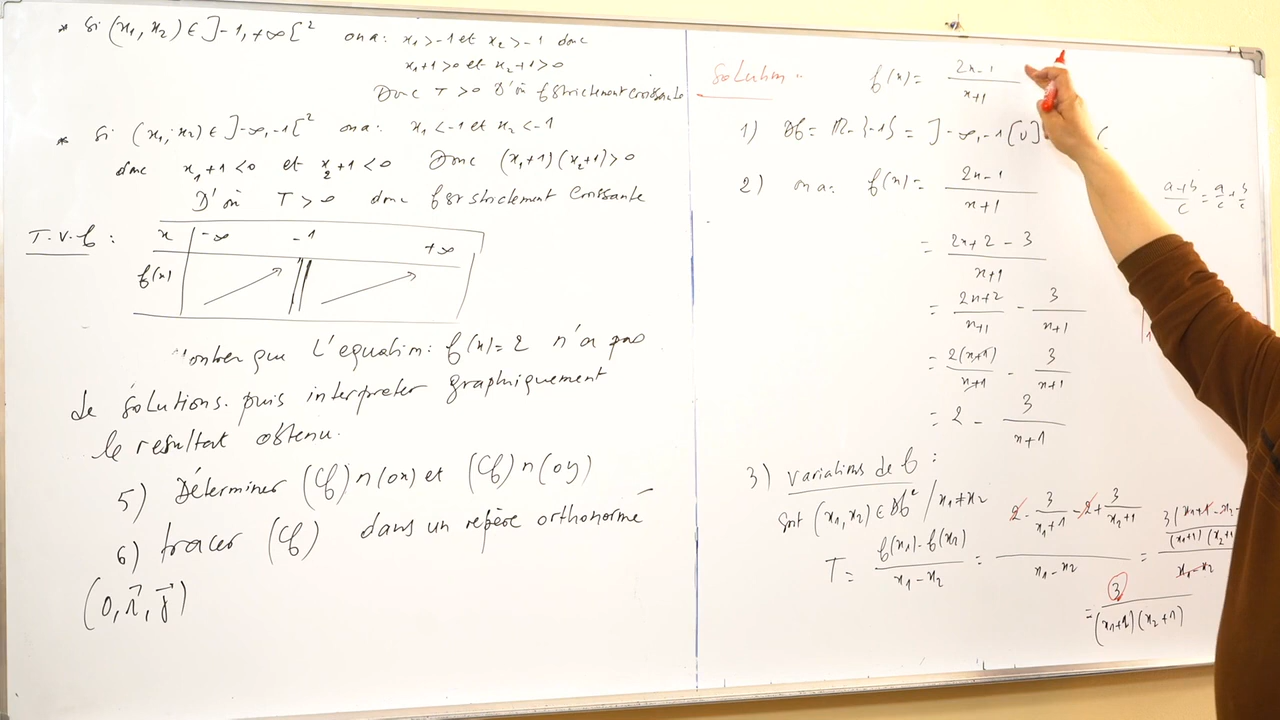 * Si (x1, x2) ∈ ]-1, +∞[² on a: x1 > -1 et x2 > -1 donc
x1+1 > 0 et x2+1 > 0
Donc T > 0 D'où f strictement croissante
* Si (x1, x2) ∈ ]-∞, -1[² on a: x1 < -1 et x2 < -1
donc x1+1 < 0 et x2+1 < 0 Donc (x1+1)(x2+1) > 0
D'où T > 0 donc f est strictement croissante
T.V.f :
x -∞ -1 +∞
f(x)
ontrer que l'equation: f(x) = 2 n'a pas
de solutions. puis interpreter graphiquement
le resultat obtenu.
5) Déterminer (Cf) ∩ (ox) et (Cf) ∩ (oy)
6) tracer (Cf) dans un repère orthonormé
(0, i⃗, j⃗)
Solution : f(x) = (2x-1)/(x+1)
1) Df = R - {-1} = ]-∞, -1[ U ]
2) on a: f(x) = (2x-1)/(x+1)
(a+b)/c = a/c + b/c
= (2x+2-3)/(x+1)
= (2x+2)/(x+1) - 3/(x+1)
= 2(x+1)/(x+1) - 3/(x+1)
= 2 - 3/(x+1)
3) variations de f :
Soit (x1, x2) ∈ Df² / x1 ≠ x2
T = (f(x1) - f(x2))/(x1 - x2) = (2 - 3/(x1+1) - 2 + 3/(x2+1))/(x1 - x2) = (3(x1+1-x2-)/((x1+1)(x2+1)/(x1-x2)
= 3/((x1+1)(x2+1))